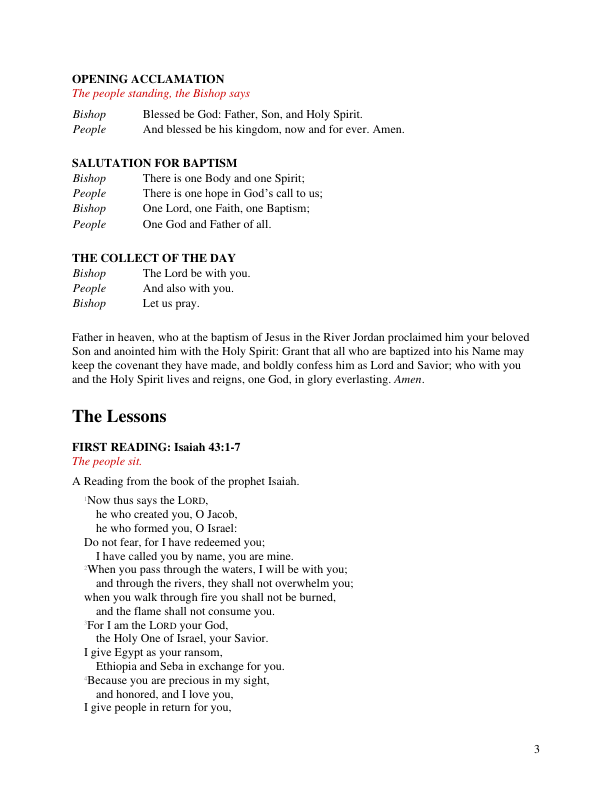 OPENING ACCLAMATION
The people standing, the Bishop says
Bishop Blessed be God: Father, Son, and Holy Spirit.
People And blessed be his kingdom, now and for ever. Amen.
SALUTATION FOR BAPTISM
Bishop There is one Body and one Spirit;
People There is one hope in God’s call to us;
Bishop One Lord, one Faith, one Baptism;
People One God and Father of all.
THE COLLECT OF THE DAY
Bishop The Lord be with you.
People And also with you.
Bishop Let us pray.
Father in heaven, who at the baptism of Jesus in the River Jordan proclaimed him your beloved
Son and anointed him with the Holy Spirit: Grant that all who are baptized into his Name may
keep the covenant they have made, and boldly confess him as Lord and Savior; who with you
and the Holy Spirit lives and reigns, one God, in glory everlasting. Amen.
The Lessons
FIRST READING: Isaiah 43:1-7
The people sit.
A Reading from the book of the prophet Isaiah.
1Now thus says the LORD,
he who created you, O Jacob,
he who formed you, O Israel:
Do not fear, for I have redeemed you;
I have called you by name, you are mine.
2When you pass through the waters, I will be with you;
and through the rivers, they shall not overwhelm you;
when you walk through fire you shall not be burned,
and the flame shall not consume you.
3For I am the LORD your God,
the Holy One of Israel, your Savior.
I give Egypt as your ransom,
Ethiopia and Seba in exchange for you.
4Because you are precious in my sight,
and honored, and I love you,
I give people in return for you,
3